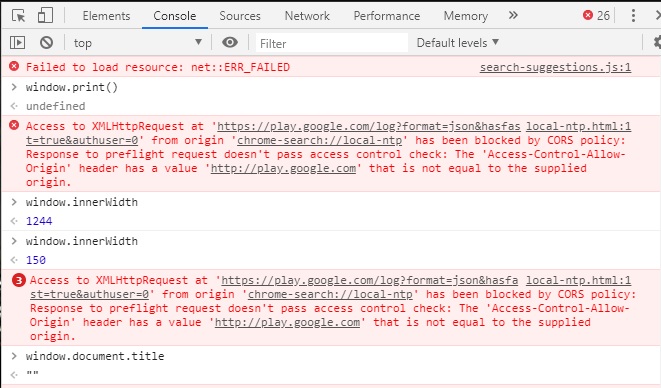 Elements Console Sources Network Performance Memory » 26
top ▼ Filter Default levels ▼
Failed to load resource: net::ERR_FAILED search-suggestions.js:1
> window.print()
undefined
Access to XMLHttpRequest at 'https://play.google.com/log?format=json&hasfas local-ntp.html:1
t=true&authuser=0' from origin 'chrome-search://local-ntp' has been blocked by CORS policy:
Response to preflight request doesn't pass access control check: The 'Access-Control-Allow-
Origin' header has a value 'http://play.google.com' that is not equal to the supplied
origin.
> window.innerWidth
1244
> window.innerWidth
150
3 Access to XMLHttpRequest at 'https://play.google.com/log?format=json&hasfa local-ntp.html:1
st=true&authuser=0' from origin 'chrome-search://local-ntp' has been blocked by CORS policy:
Response to preflight request doesn't pass access control check: The 'Access-Control-Allow-
Origin' header has a value 'http://play.google.com' that is not equal to the supplied
origin.
> window.document.title
""